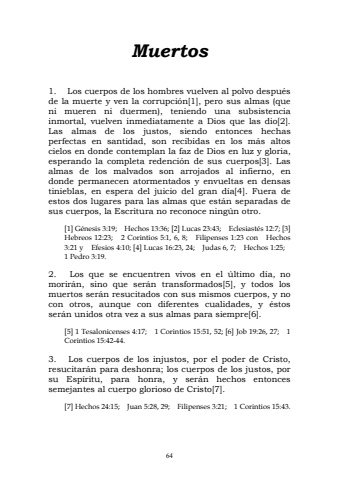 Muertos
1. Los cuerpos de los hombres vuelven al polvo después
de la muerte y ven la corrupción[1], pero sus almas (que
ni mueren ni duermen), teniendo una subsistencia
inmortal, vuelven inmediatamente a Dios que las dio[2].
Las almas de los justos, siendo entonces hechas
perfectas en santidad, son recibidas en los más altos
cielos en donde contemplan la faz de Dios en luz y gloria,
esperando la completa redención de sus cuerpos[3]. Las
almas de los malvados son arrojados al infierno, en
donde permanecen atormentados y envueltas en densas
tinieblas, en espera del juicio del gran día[4]. Fuera de
estos dos lugares para las almas que están separadas de
sus cuerpos, la Escritura no reconoce ningún otro.
[1] Génesis 3:19; Hechos 13:36; [2] Lucas 23:43; Eclesiastés 12:7; [3]
Hebreos 12:23; 2 Corintios 5:1, 6, 8; Filipenses 1:23 con Hechos
3:21 y Efesios 4:10; [4] Lucas 16:23, 24; Judas 6, 7; Hechos 1:25;
1 Pedro 3:19.
2. Los que se encuentren vivos en el último día, no
morirán, sino que serán transformados[5], y todos los
muertos serán resucitados con sus mismos cuerpos, y no
con otros, aunque con diferentes cualidades, y éstos
serán unidos otra vez a sus almas para siempre[6].
[5] 1 Tesalonicenses 4:17; 1 Corintios 15:51, 52; [6] Job 19:26, 27; 1
Corintios 15:42-44.
3. Los cuerpos de los injustos, por el poder de Cristo,
resucitarán para deshonra; los cuerpos de los justos, por
su Espíritu, para honra, y serán hechos entonces
semejantes al cuerpo glorioso de Cristo[7].
[7] Hechos 24:15; Juan 5:28, 29; Filipenses 3:21; 1 Corintios 15:43.
64